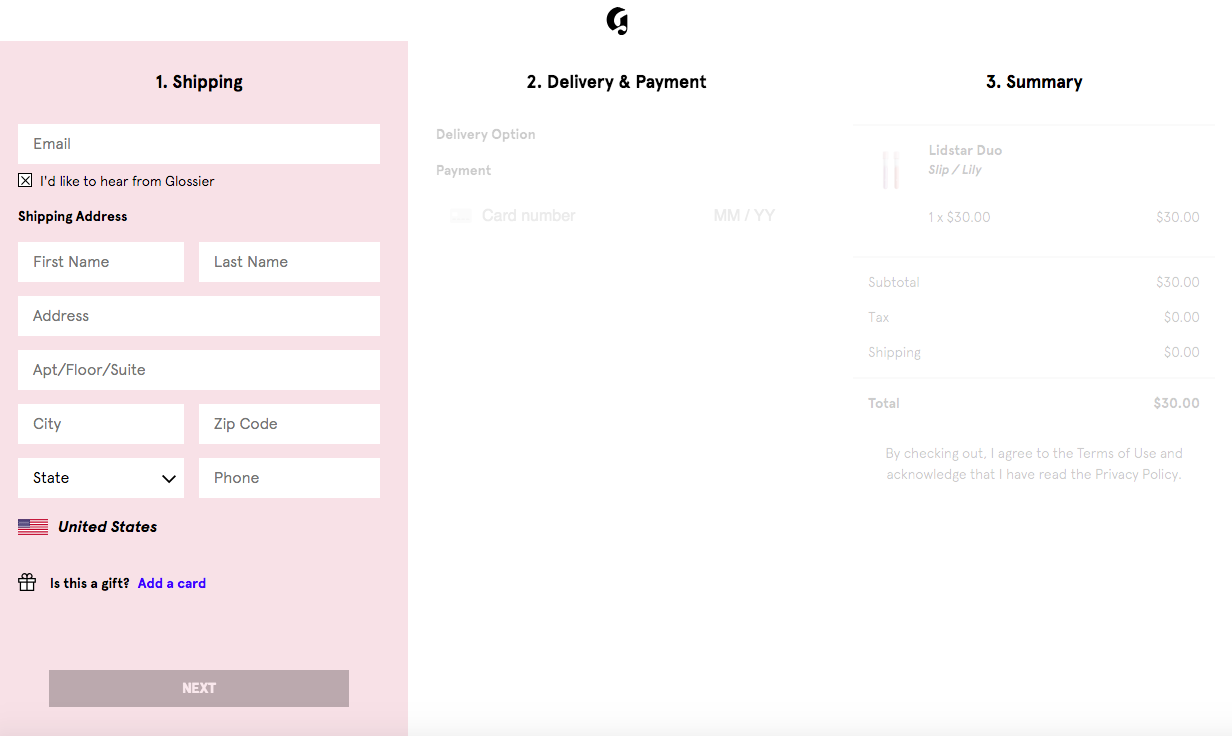 1. Shipping
Email
I'd like to hear from Glossier
Shipping Address
First Name
Last Name
Address
Apt/Floor/Suite
City
Zip Code
State
Phone
United States
Is this a gift? Add a card
NEXT
2. Delivery & Payment
Delivery Option
Payment
Card number
MM / YY
3. Summary
Lidstar Duo
Slip / Lily
1 x $30.00 $30.00
Subtotal $30.00
Tax $0.00
Shipping $0.00
Total $30.00
By checking out, I agree to the Terms of Use and
acknowledge that I have read the Privacy Policy.